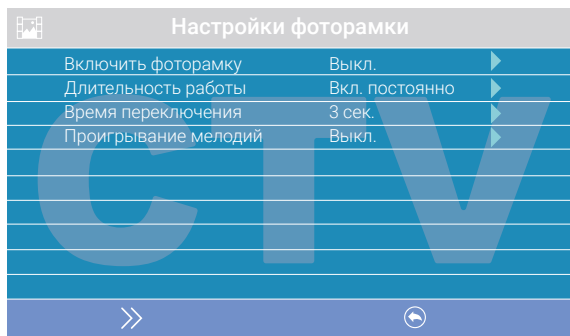 Настройки фоторамки
Включить фоторамку Выкл.
Длительность работы Вкл. постоянно
Время переключения 3 сек.
Проигрывание мелодий Выкл.
CTV